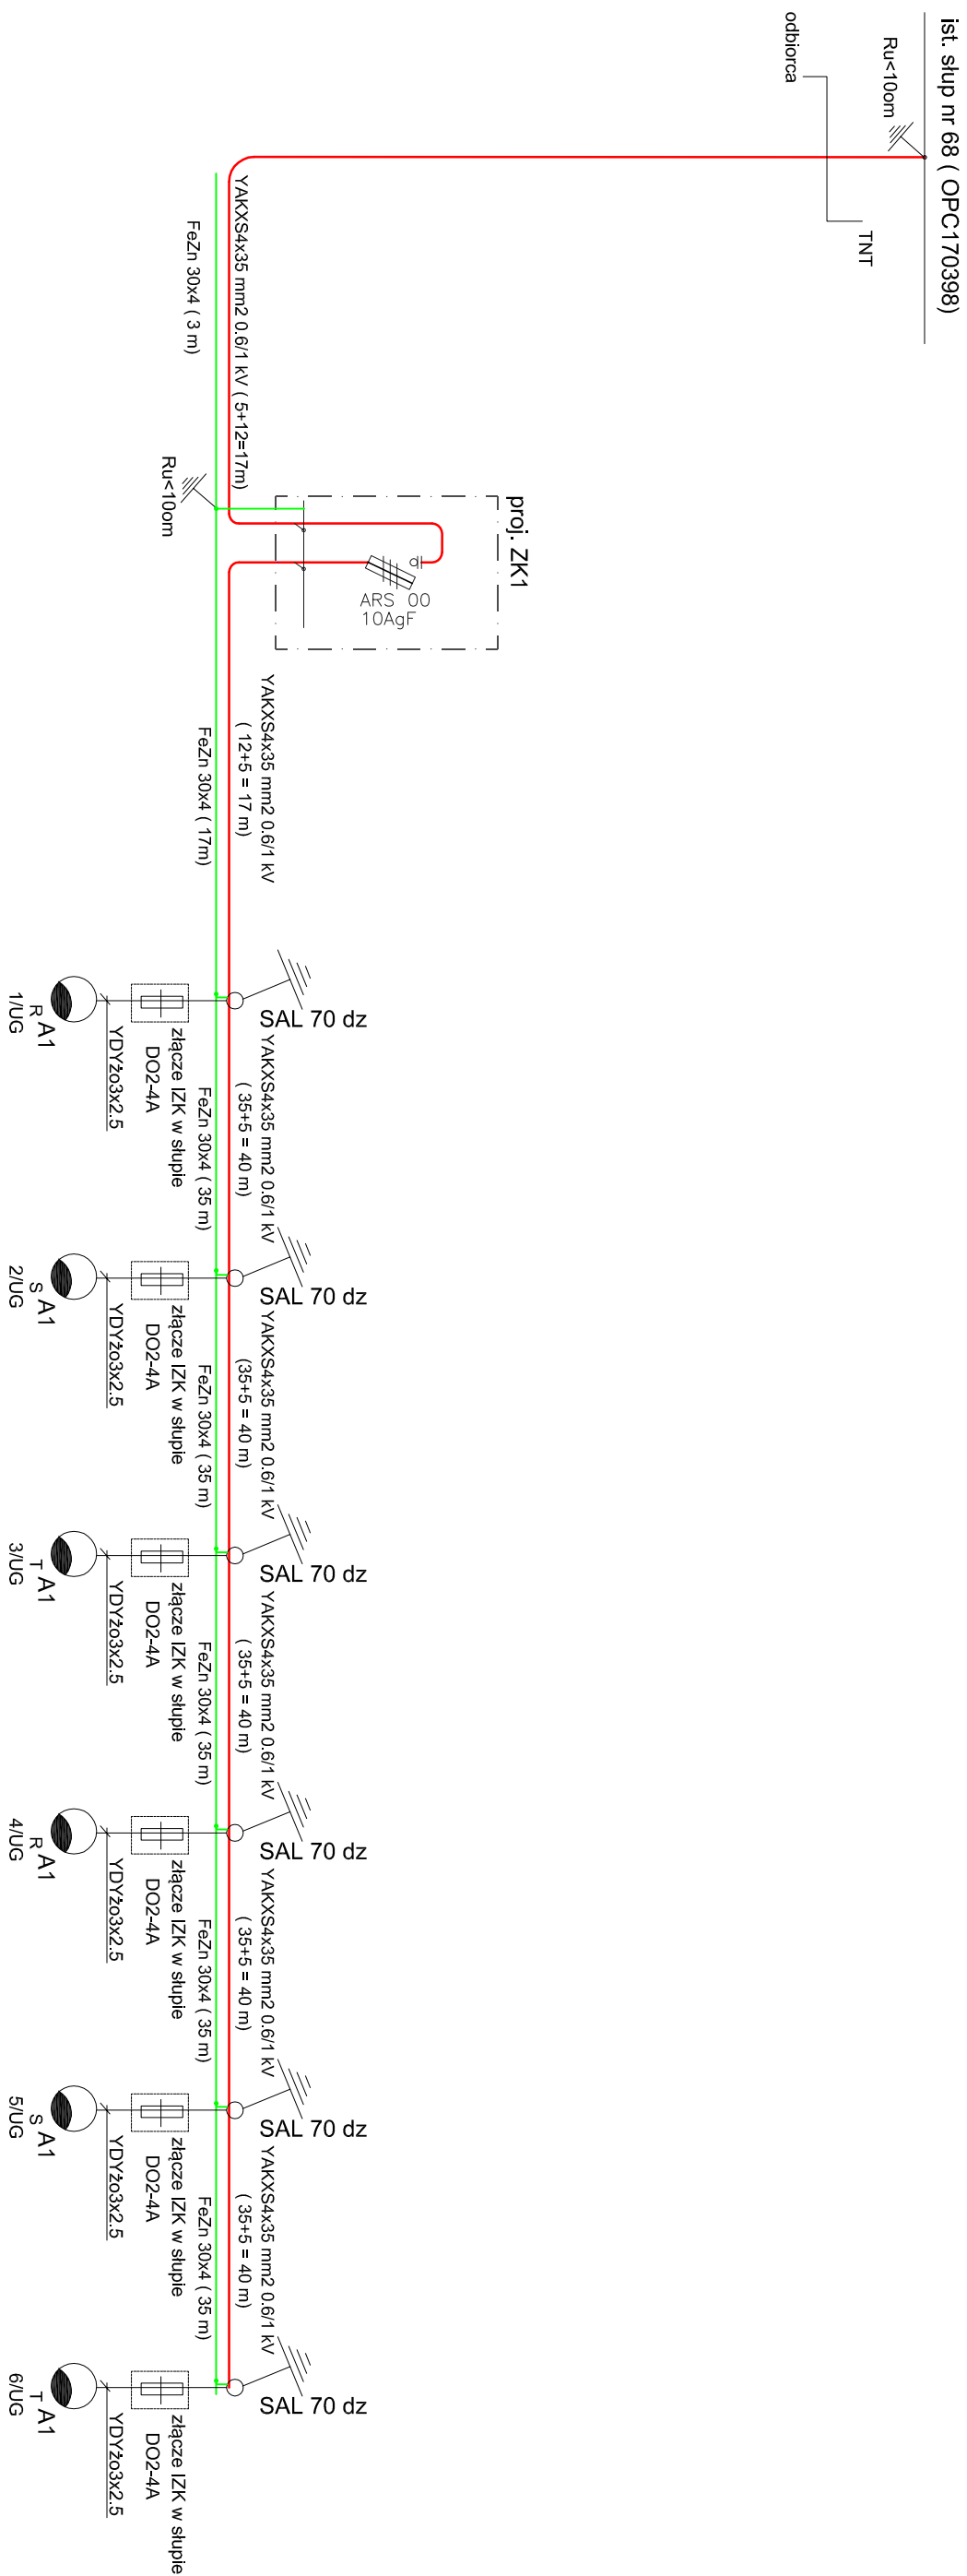 ist. słup nr 68 ( OPC170398)
Ru<10om
odbiorca
TNT
YAKXS4x35 mm2 0.6/1 kV ( 5+12=17m)
FeZn 30x4 ( 3 m)
Ru<10om
proj. ZK1
ARS 00
10AgF
YAKXS4x35 mm2 0.6/1 kV
( 12+5 = 17 m)
FeZn 30x4 ( 17m)
SAL 70 dz
złącze IZK w słupie
DO2-4A
YDYżo3x2.5
A1
R
1/UG
YAKXS4x35 mm2 0.6/1 kV
( 35+5 = 40 m)
FeZn 30x4 ( 35 m)
SAL 70 dz
złącze IZK w słupie
DO2-4A
YDYżo3x2.5
A1
S
2/UG
YAKXS4x35 mm2 0.6/1 kV
(35+5 = 40 m)
FeZn 30x4 ( 35 m)
SAL 70 dz
złącze IZK w słupie
DO2-4A
YDYżo3x2.5
A1
T
3/UG
YAKXS4x35 mm2 0.6/1 kV
( 35+5 = 40 m)
FeZn 30x4 ( 35 m)
SAL 70 dz
złącze IZK w słupie
DO2-4A
YDYżo3x2.5
A1
R
4/UG
YAKXS4x35 mm2 0.6/1 kV
( 35+5 = 40 m)
FeZn 30x4 ( 35 m)
SAL 70 dz
złącze IZK w słupie
DO2-4A
YDYżo3x2.5
A1
S
5/UG
YAKXS4x35 mm2 0.6/1 kV
( 35+5 = 40 m)
FeZn 30x4 ( 35 m)
SAL 70 dz
złącze IZK w słupie
DO2-4A
YDYżo3x2.5
A1
T
6/UG